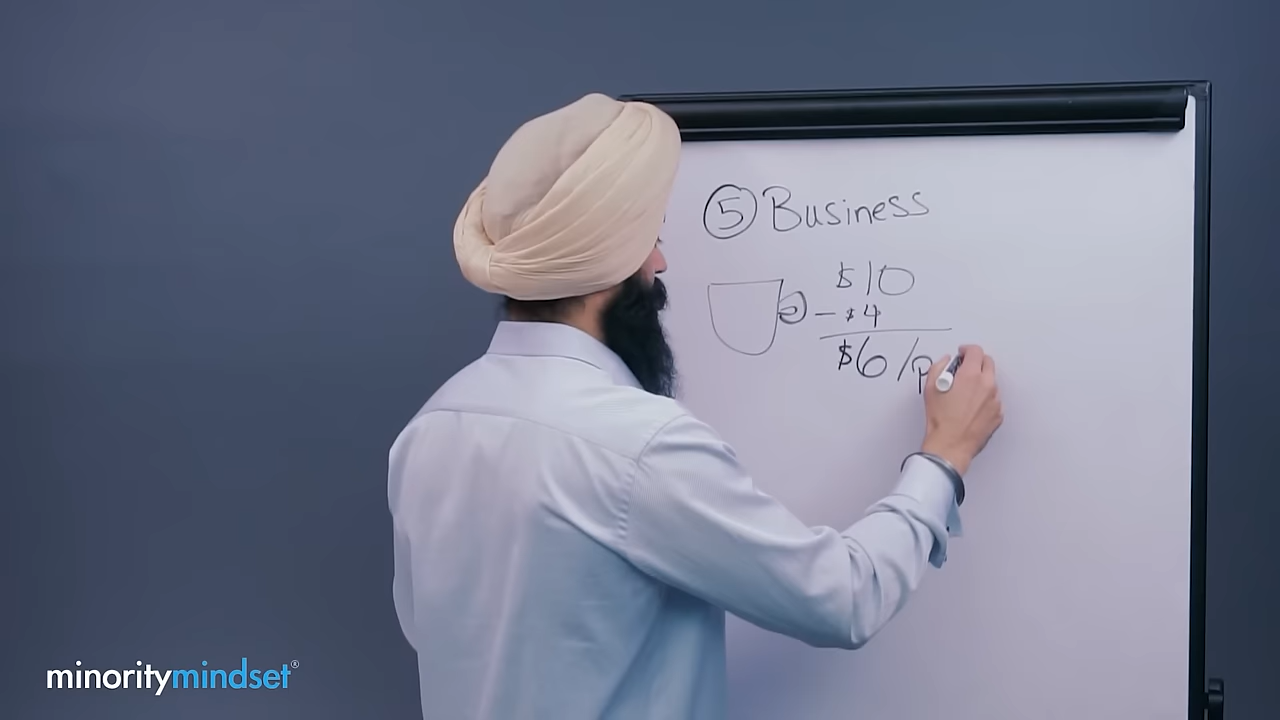 ⑤ Business
$10
- $4
$6/p
minoritymindset®